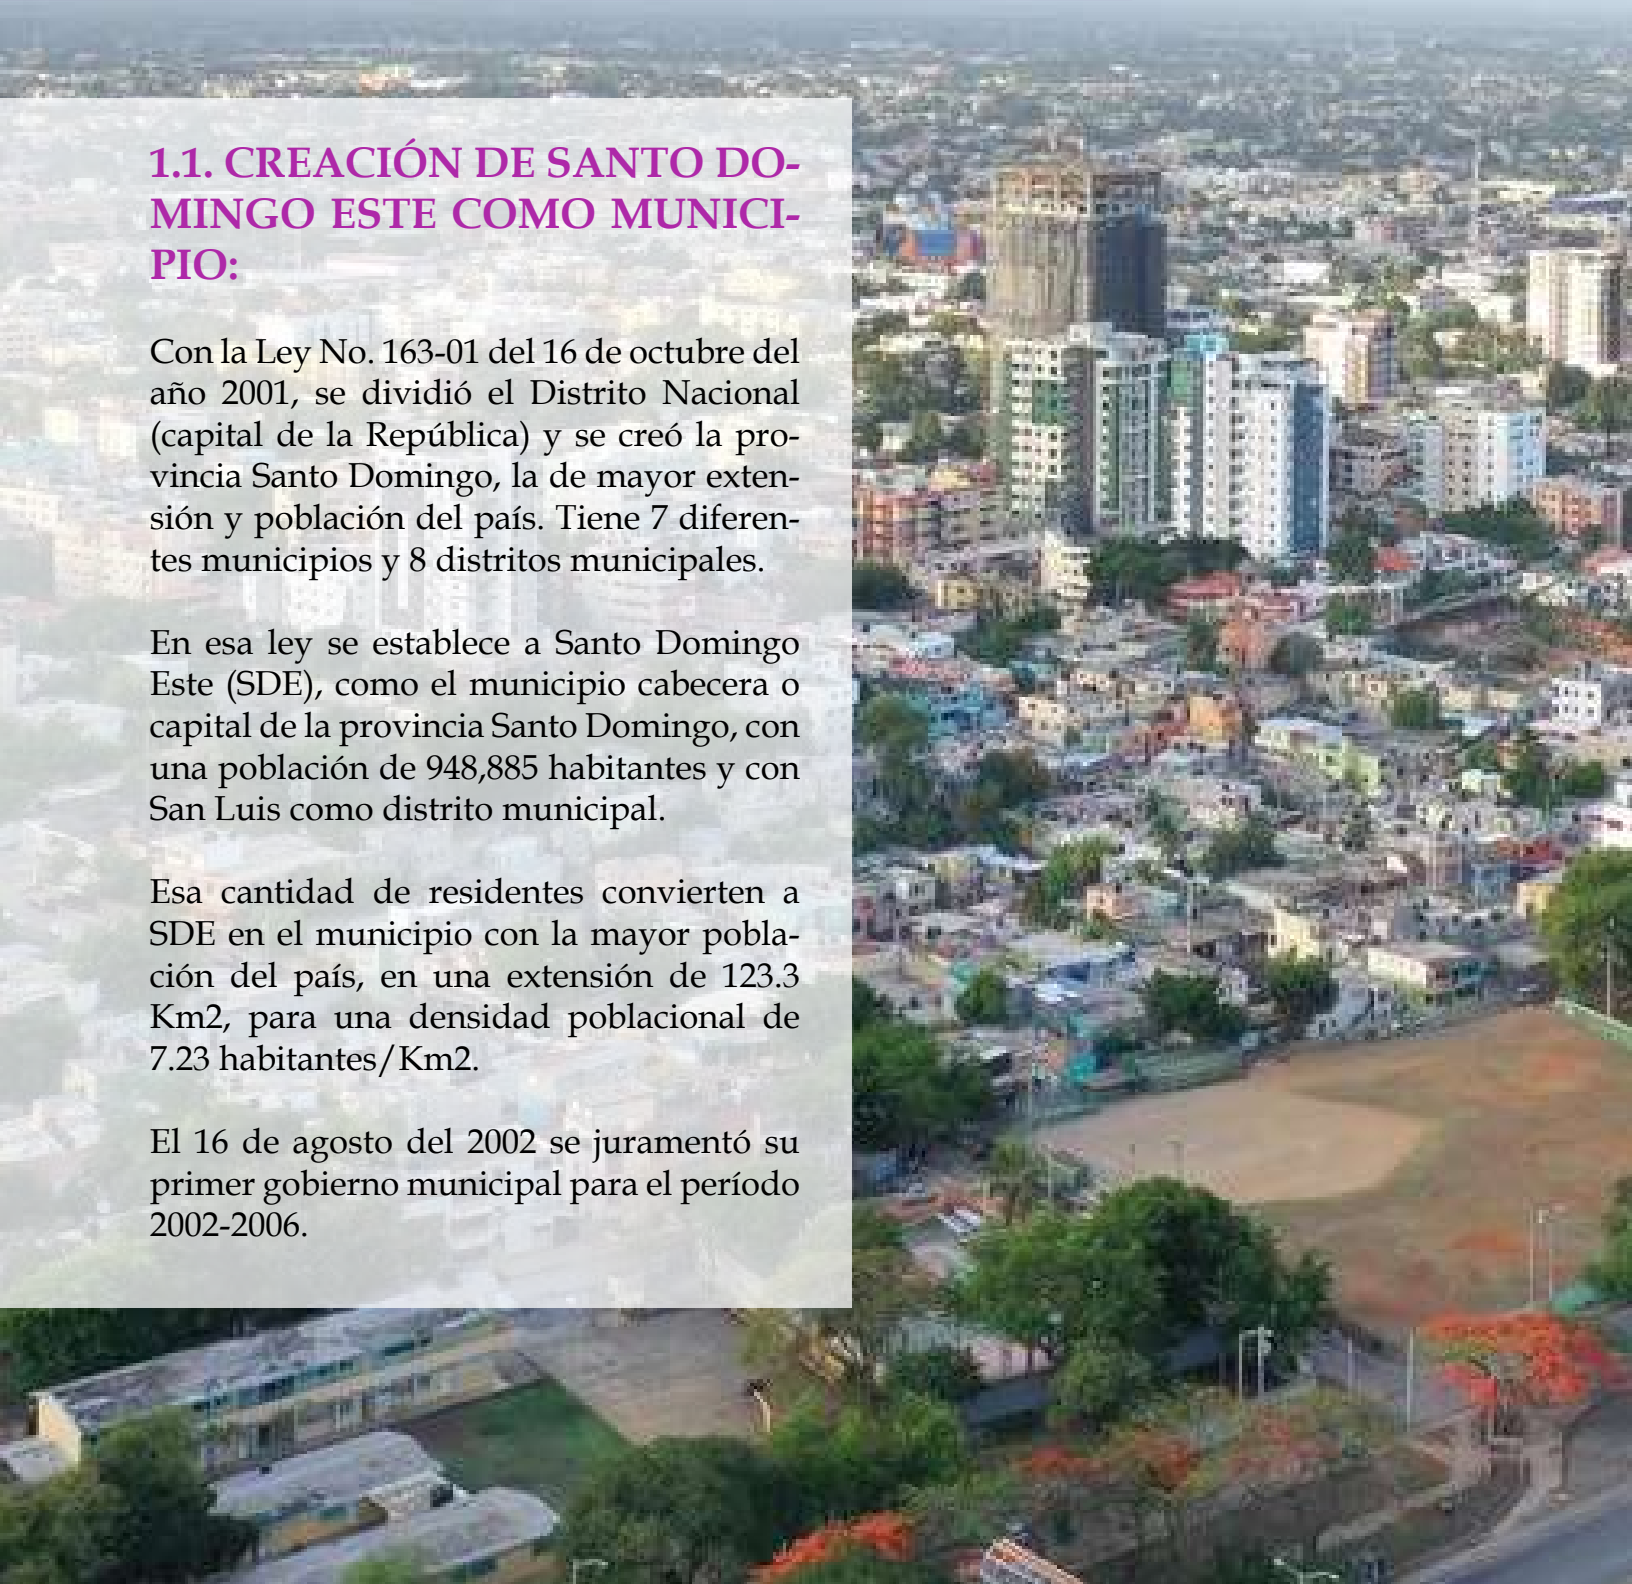 1.1. CREACIÓN DE SANTO DO-
MINGO ESTE COMO MUNICI-
PIO:
Con la Ley No. 163-01 del 16 de octubre del
año 2001, se dividió el Distrito Nacional
(capital de la República) y se creó la pro-
vincia Santo Domingo, la de mayor exten-
sión y población del país. Tiene 7 diferen-
tes municipios y 8 distritos municipales.
En esa ley se establece a Santo Domingo
Este (SDE), como el municipio cabecera o
capital de la provincia Santo Domingo, con
una población de 948,885 habitantes y con
San Luis como distrito municipal.
Esa cantidad de residentes convierten a
SDE en el municipio con la mayor pobla-
ción del país, en una extensión de 123.3
Km2, para una densidad poblacional de
7.23 habitantes/Km2.
El 16 de agosto del 2002 se juramentó su
primer gobierno municipal para el período
2002-2006.